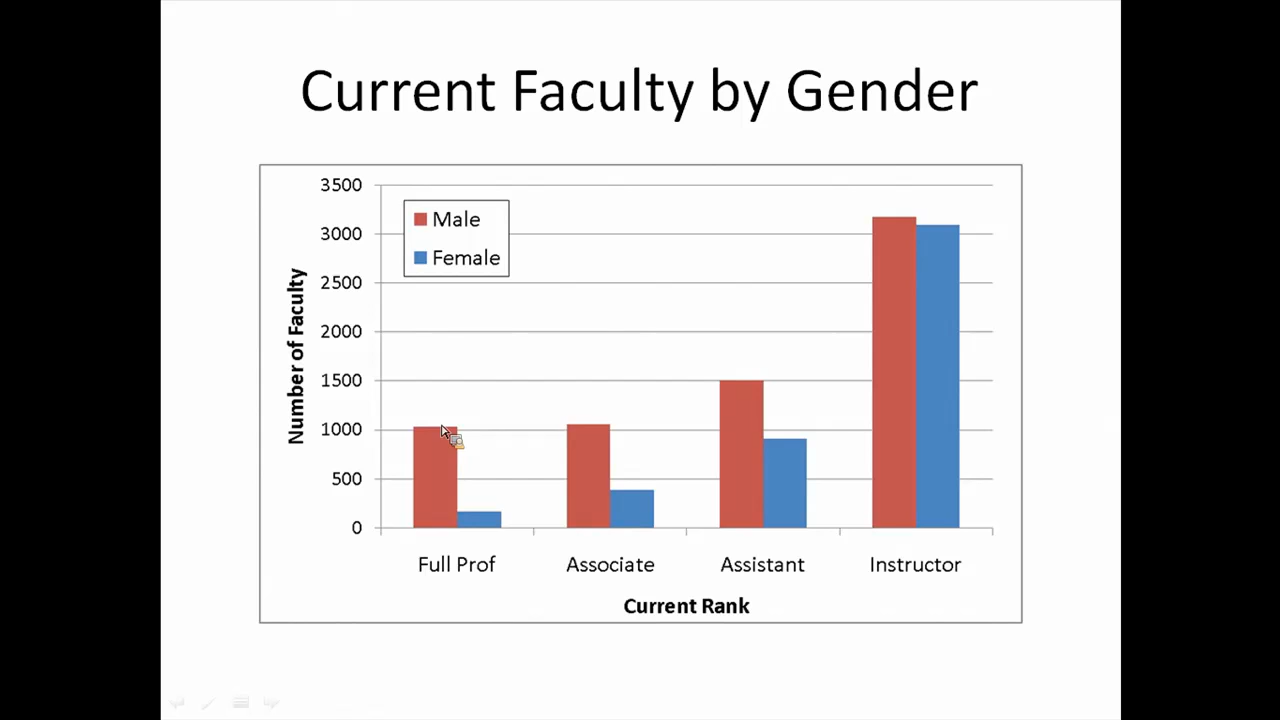 Current Faculty by Gender
3500
3000
2500
2000
1500
1000
500
0
Number of Faculty
Male
Female
Full Prof
Associate
Assistant
Instructor
Current Rank